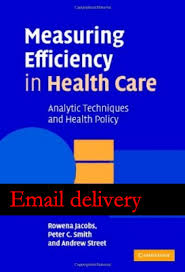 Measuring
Efficiency
in Health Care
Analytic Techniques
and Health Policy
Email delivery
Rowena Jacobs,
Peter C. Smith
and Andrew Street
CAMBRIDGE